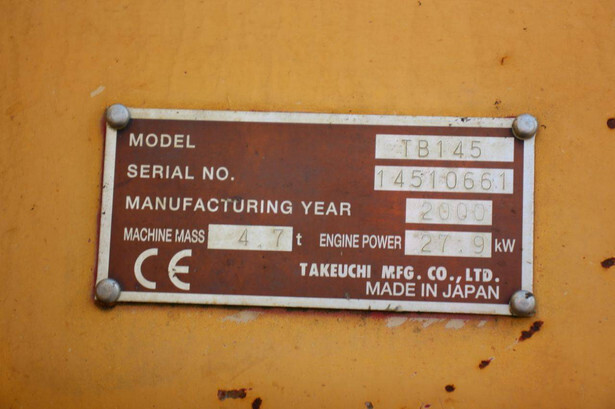 MODEL TB145
SERIAL NO. 14510661
MANUFACTURING YEAR 2000
MACHINE MASS 4.7 t ENGINE POWER 27.9 kW
CE TAKEUCHI MFG. CO., LTD.
MADE IN JAPAN